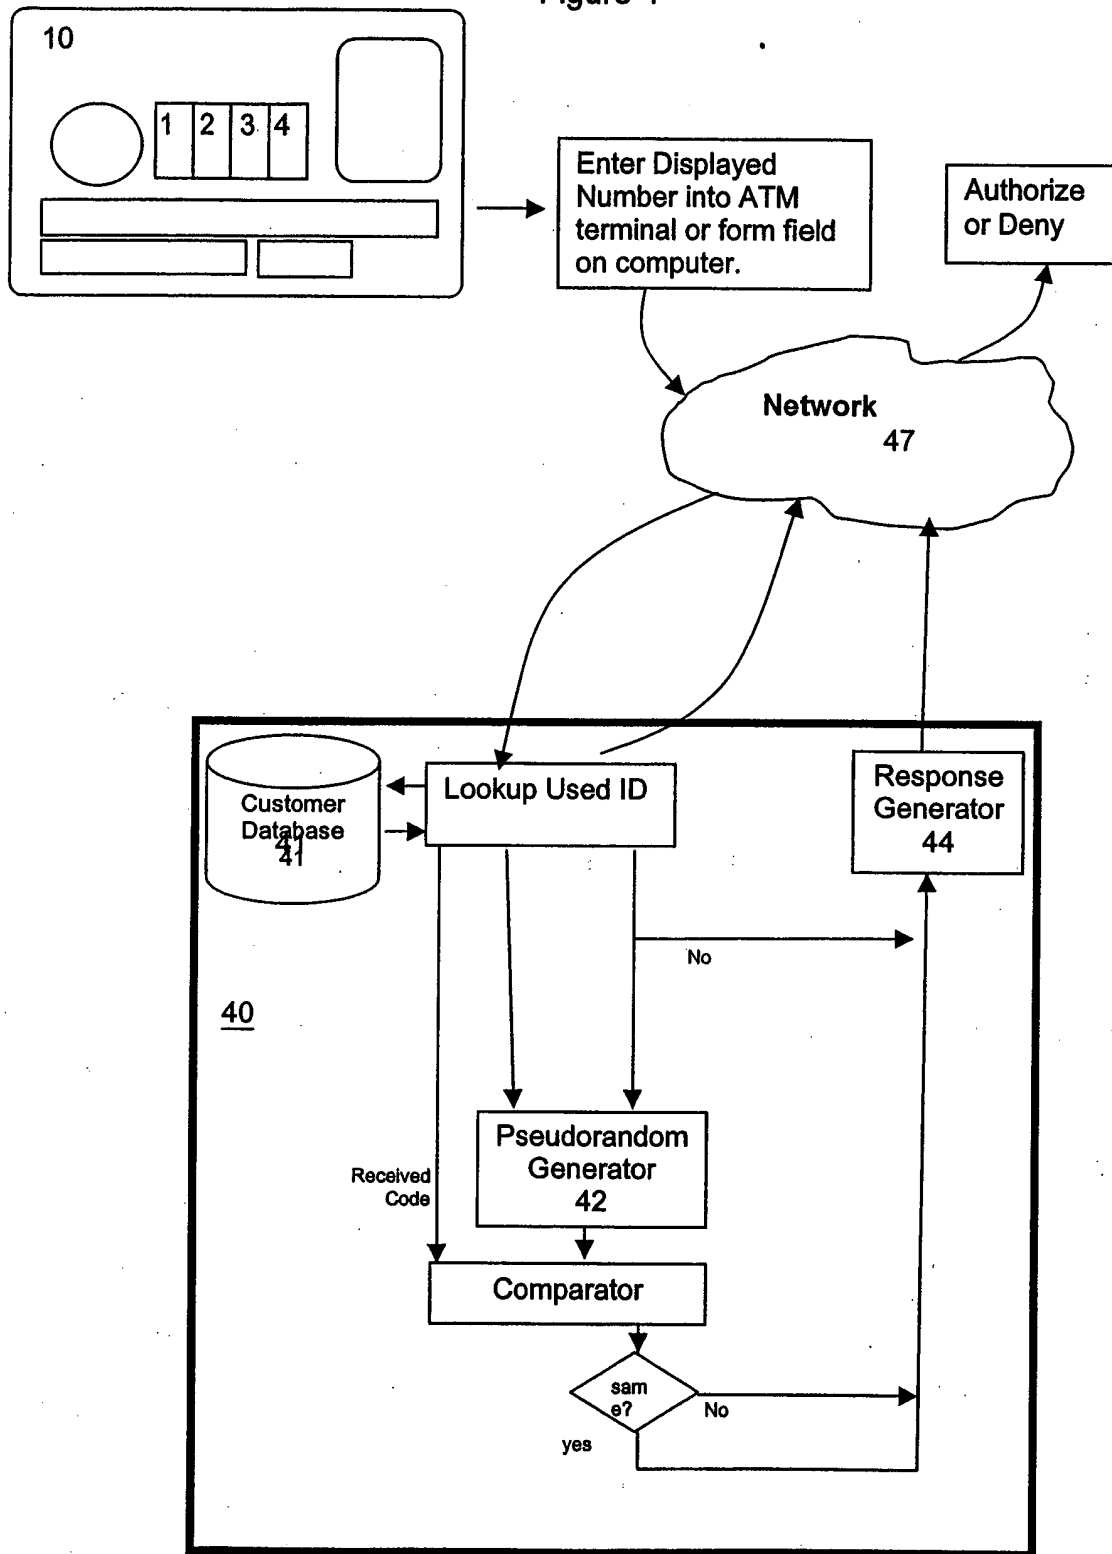 10
1 2 3 4
Enter Displayed
Number into ATM
terminal or form field
on computer.
Authorize
or Deny
Network
47
Customer
Database
41
41
Lookup Used ID
Response
Generator
44
No
40
Pseudorandom
Generator
42
Received
Code
Comparator
sam
e?
No
yes